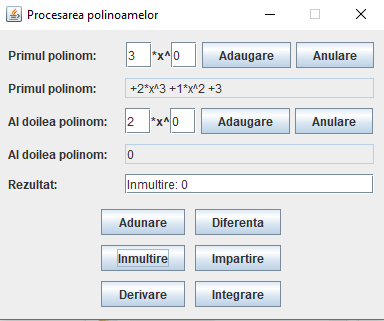 Procesarea polinoamelor
Primul polinom: 3 *x^ 0 Adaugare Anulare
Primul polinom: +2*x^3 +1*x^2 +3
Al doilea polinom: 2 *x^ 0 Adaugare Anulare
Al doilea polinom: 0
Rezultat: Inmultire: 0
Adunare Diferenta
Inmultire Impartire
Derivare Integrare